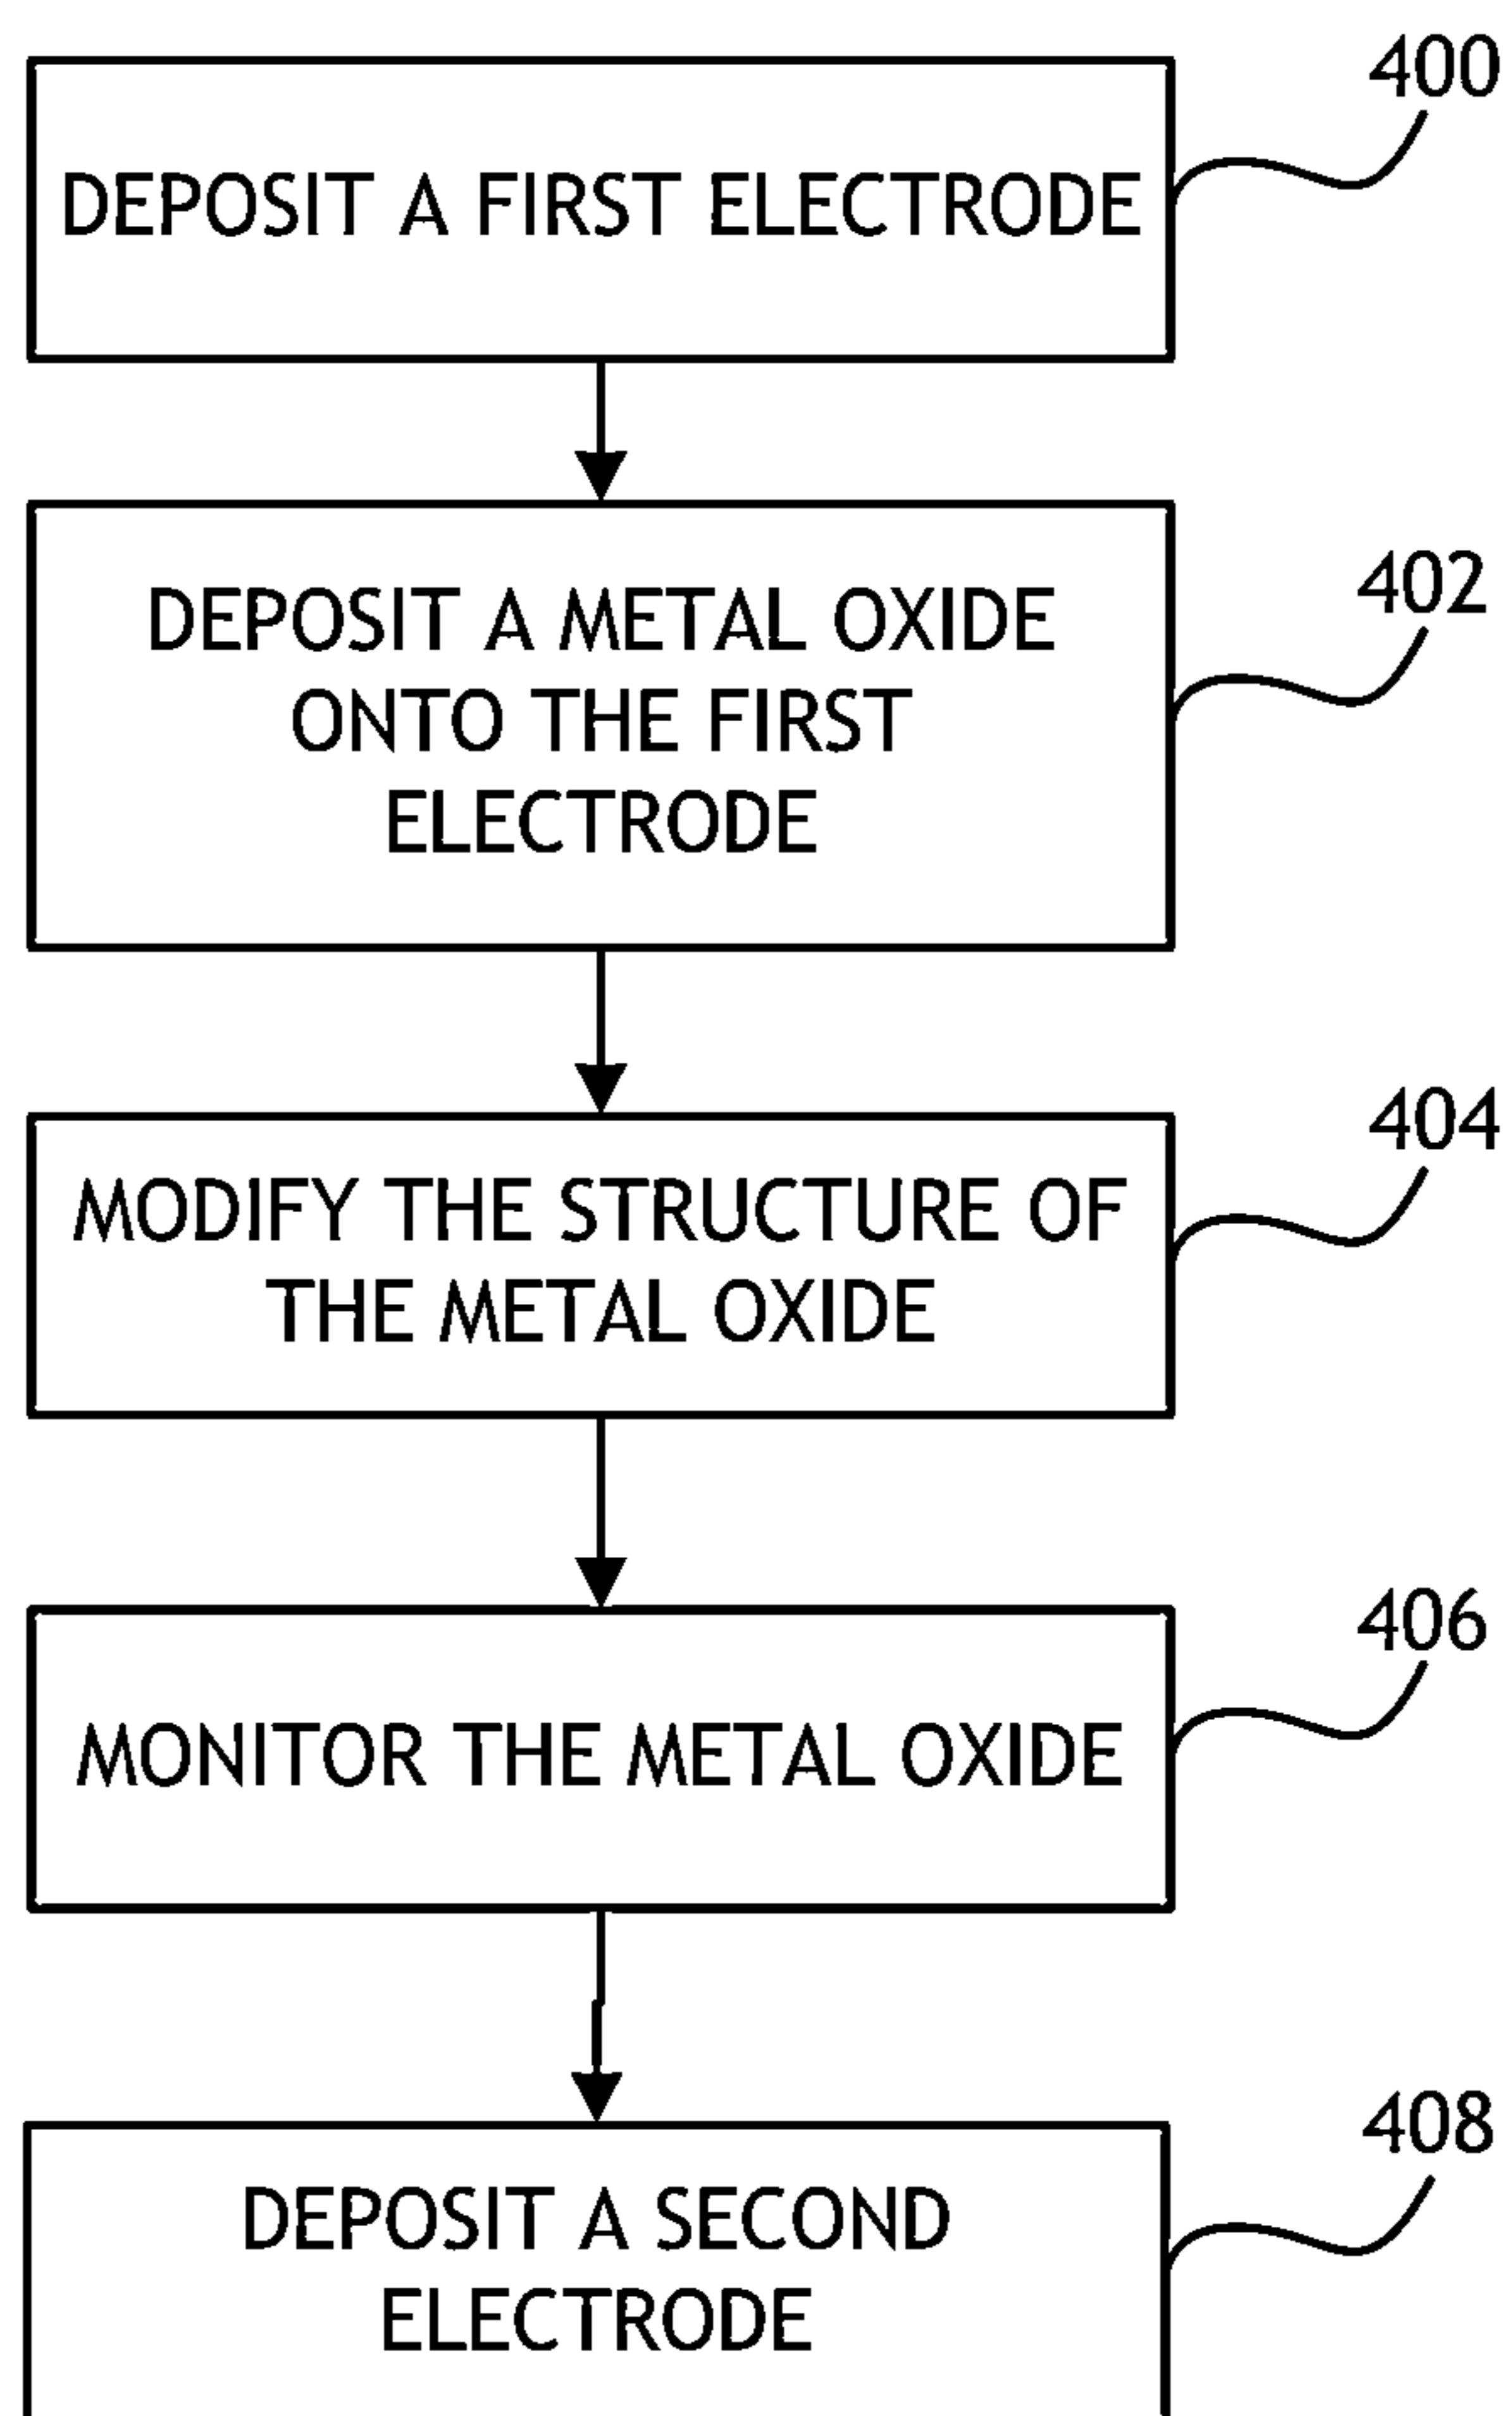 400
DEPOSIT A FIRST ELECTRODE
402
DEPOSIT A METAL OXIDE
ONTO THE FIRST
ELECTRODE
404
MODIFY THE STRUCTURE OF
THE METAL OXIDE
406
MONITOR THE METAL OXIDE
408
DEPOSIT A SECOND
ELECTRODE